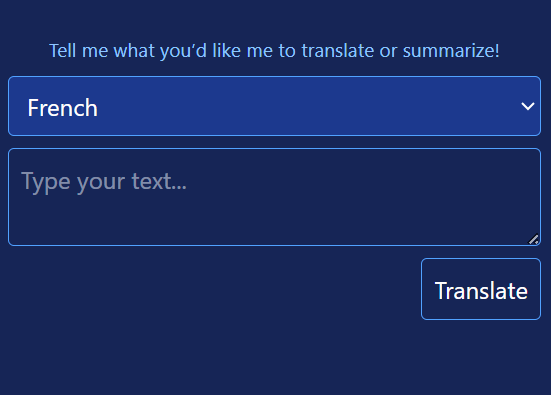 Tell me what you’d like me to translate or summarize!
French
Type your text...
Translate